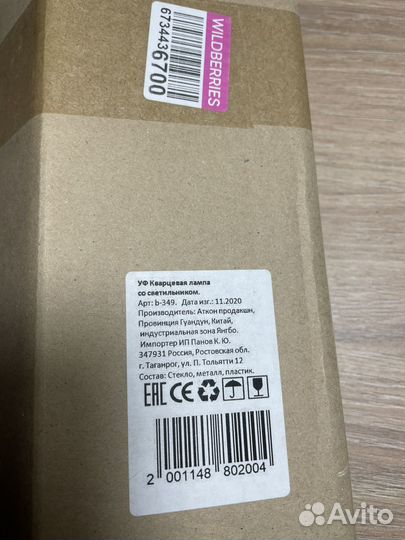 6734436700
WILDBERRIES
УФ Кварцевая лампа
со светильником.
Арт: b-349. Дата изг.: 11.2020
Производитель: Аткон продакшн,
Провинция Гуандун, Китай,
индустриальная зона Янгбо.
Импортер ИП Панов К. Ю.
347931 Россия, Ростовская обл.
г. Таганрог, ул. П. Тольятти 12
Состав: Стекло, металл, пластик.
EAC CE
2 001148 802004
Avito